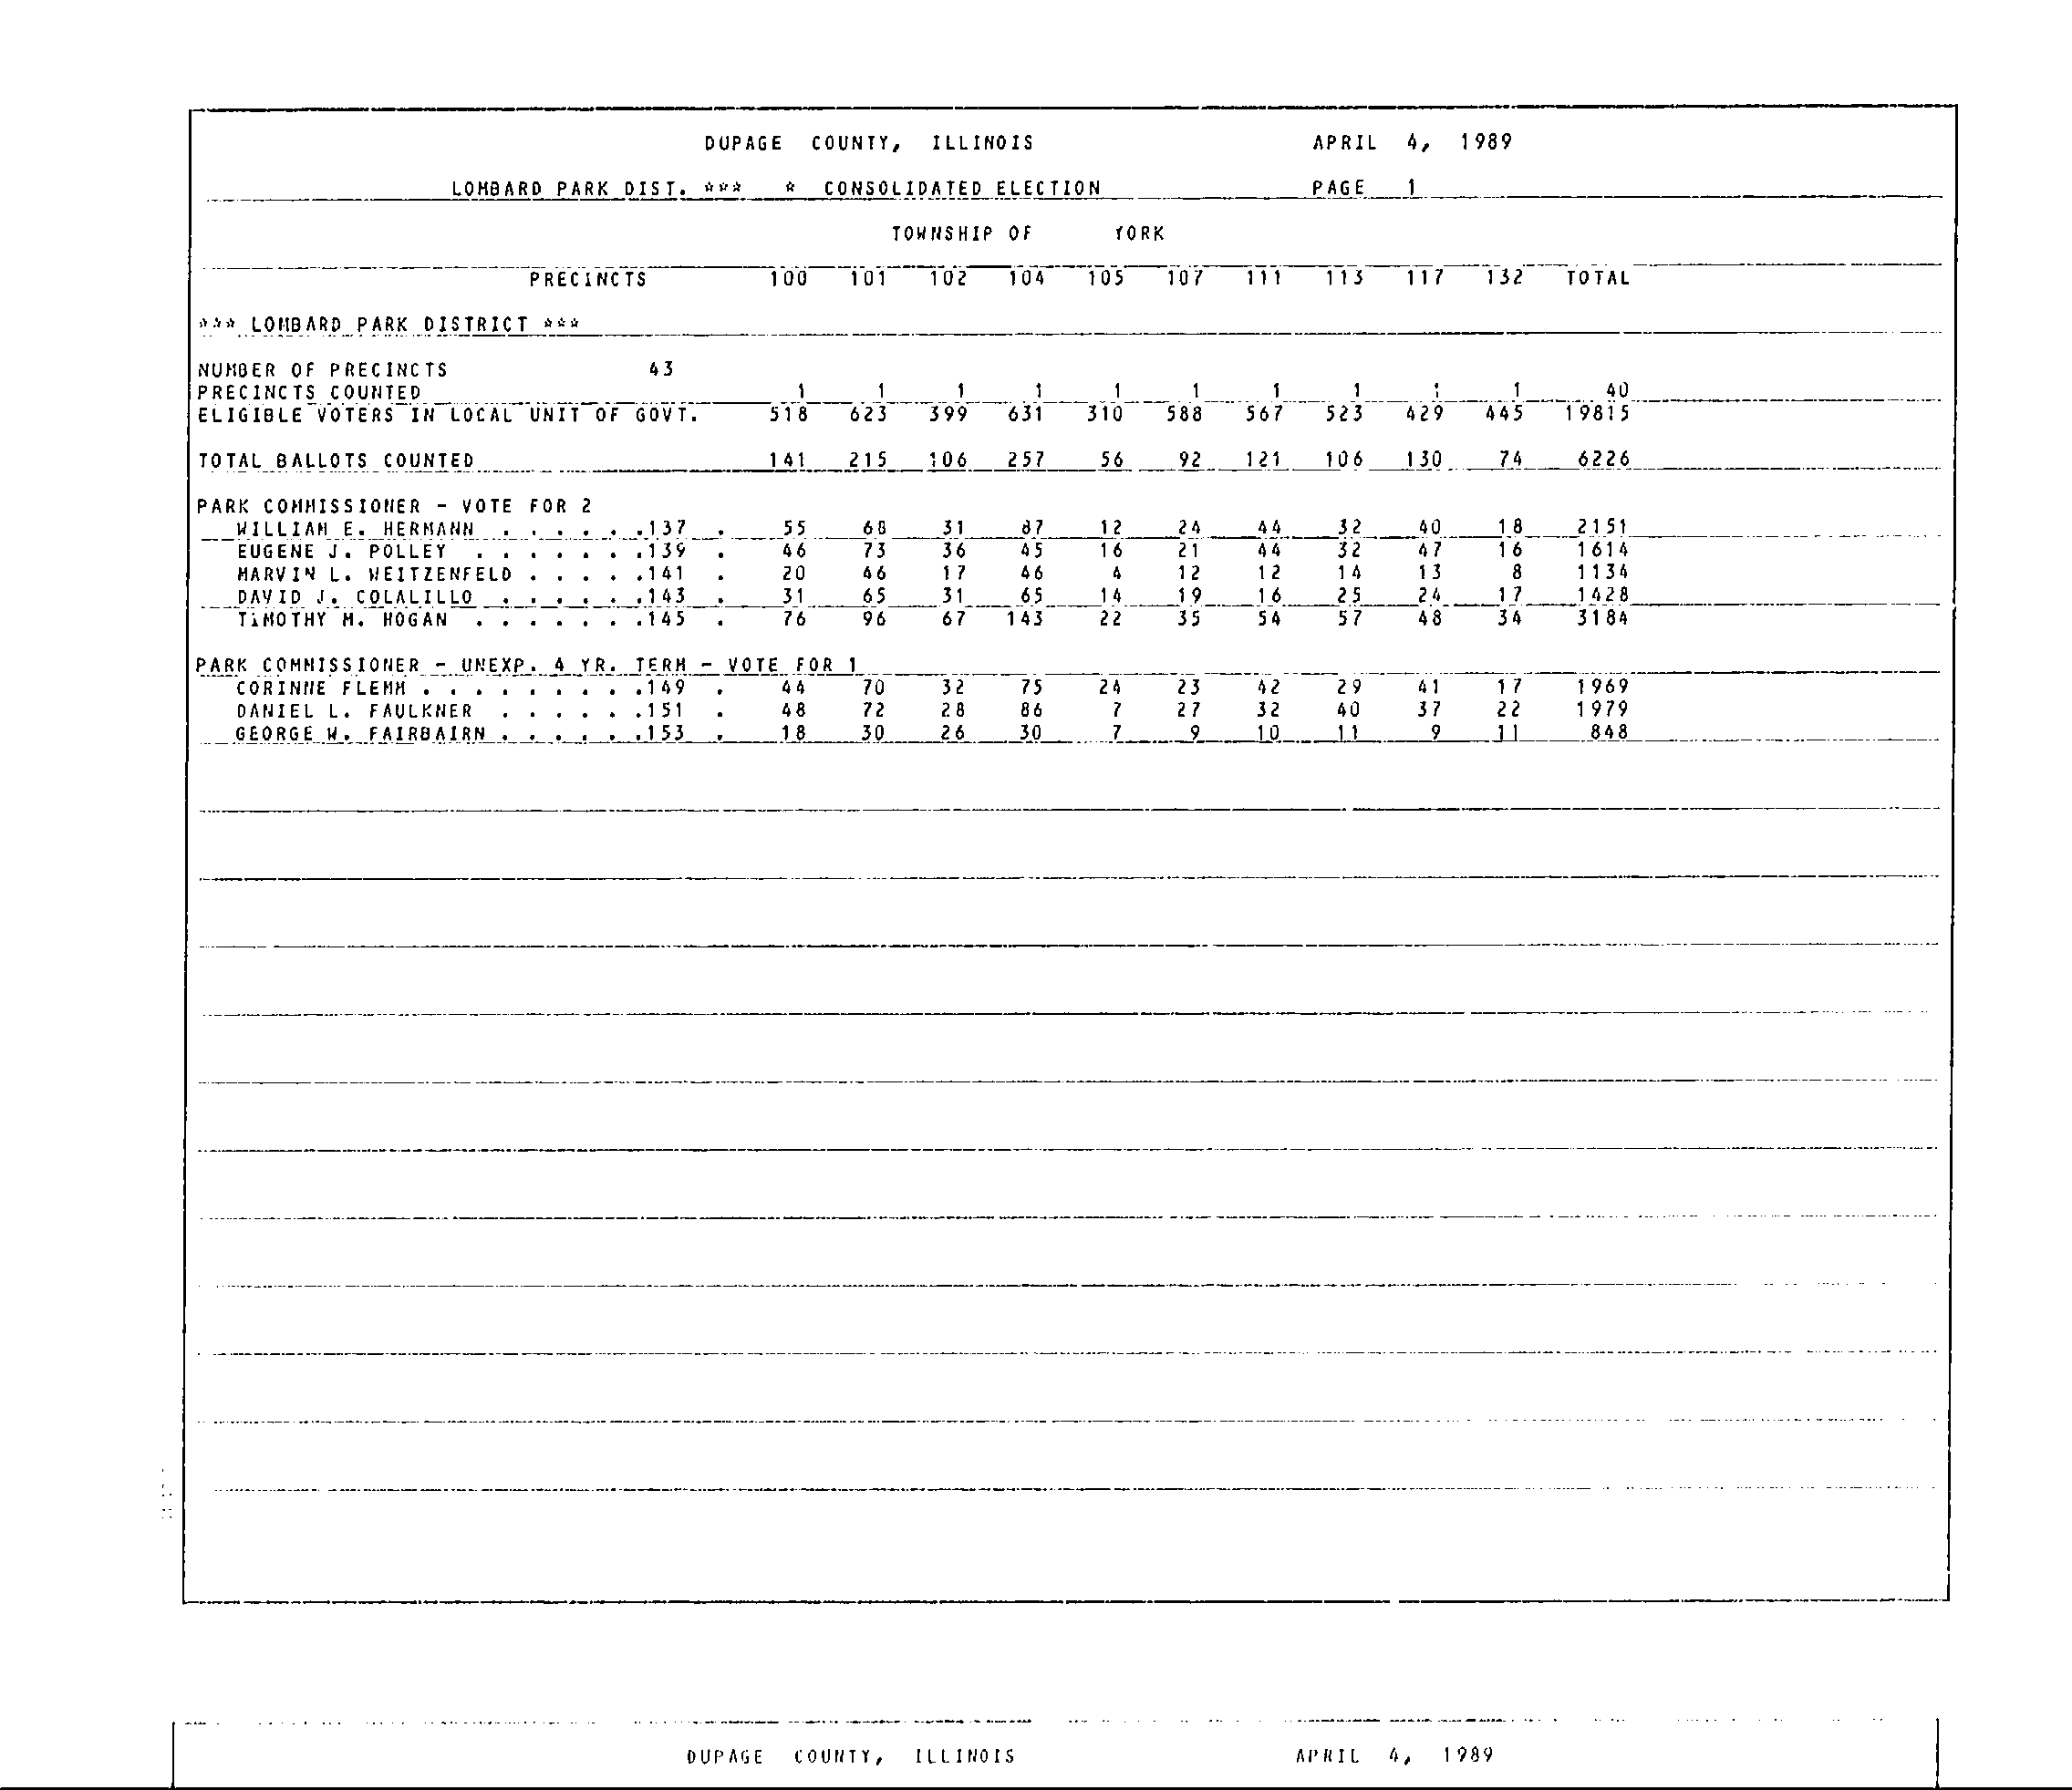 DUPAGE COUNTY, ILLINOIS APRIL 4, 1989
LOMBARD PARK DIST. *** * CONSOLIDATED ELECTION PAGE 1
TOWNSHIP OF YORK
PRECINCTS 100 101 102 104 105 107 111 113 117 132 TOTAL
*** LOMBARD PARK DISTRICT ***
NUMBER OF PRECINCTS 43
PRECINCTS COUNTED 1 1 1 1 1 1 1 1 1 1 40
ELIGIBLE VOTERS IN LOCAL UNIT OF GOVT. 518 623 399 631 310 588 567 523 429 445 19815
TOTAL BALLOTS COUNTED 141 215 106 257 56 92 121 106 130 74 6226
PARK COMMISSIONER - VOTE FOR 2
WILLIAM E. HERMANN . . . . . .137 . 55 68 31 87 12 24 44 32 40 18 2151
EUGENE J. POLLEY . . . . . . .139 . 46 73 36 45 16 21 44 32 47 16 1614
MARVIN L. WEITZENFELD . . . . .141 . 20 46 17 46 4 12 12 14 13 8 1134
DAVID J. COLALILLO . . . . . .143 . 31 65 31 65 14 19 16 25 24 17 1428
TIMOTHY M. HOGAN . . . . . . .145 . 76 96 67 143 22 35 54 57 48 34 3184
PARK COMMISSIONER - UNEXP. 4 YR. TERM - VOTE FOR 1
CORINNE FLEMM . . . . . . . . .149 . 44 70 32 75 24 23 42 29 41 17 1969
DANIEL L. FAULKNER . . . . . .151 . 48 72 28 86 7 27 32 40 37 22 1979
GEORGE W. FAIRBAIRN . . . . . .153 . 18 30 26 30 7 9 10 11 9 11 848
DUPAGE COUNTY, ILLINOIS APRIL 4, 1989